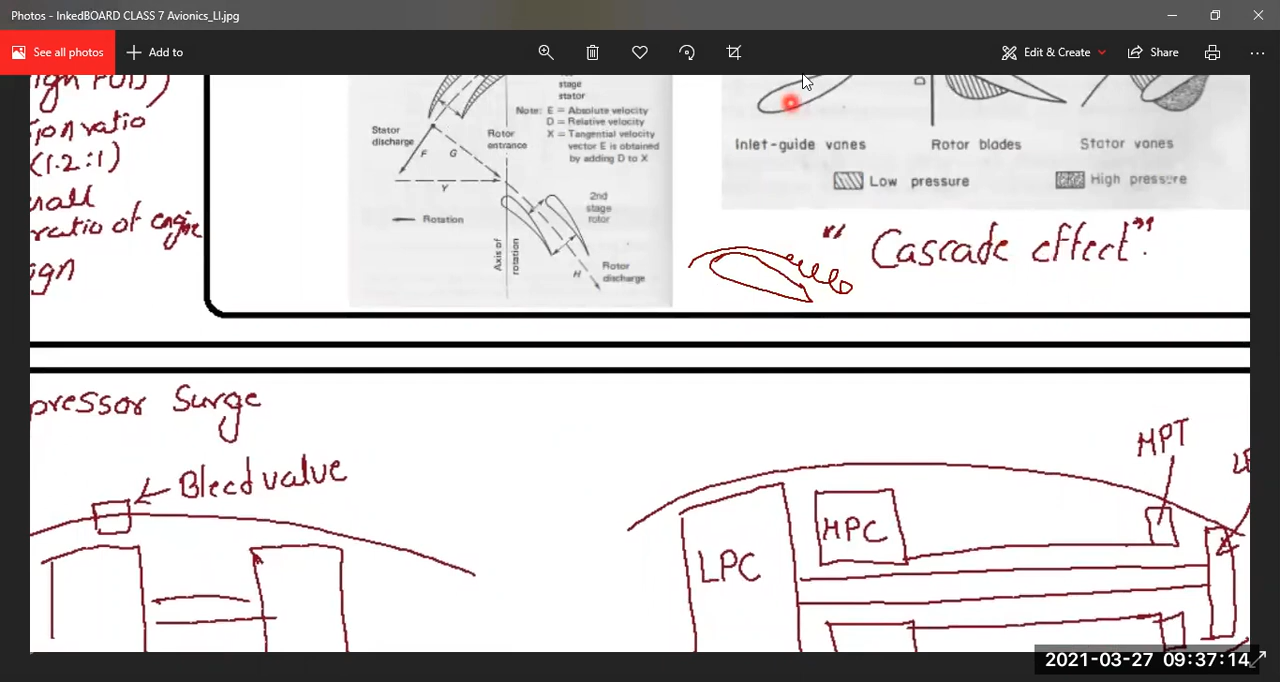 Photos - InkedBOARD CLASS 7 Avionics_LI.jpg
See all photos
Add to
Edit & Create
Share
ion ratio
(1.2:1)
ratio of engine
stage
stator
Note: E = Absolute velocity
D = Relative velocity
X = Tangential velocity
vector E is obtained
by adding D to X
Stator
discharge
Rotor
entrance
F
G
Y
Rotation
2nd
stage
rotor
Axis of
rotation
Rotor
discharge
H
D
Inlet-guide vanes
Rotor blades
Stator vanes
Low pressure
High pressure
"Cascade effect".
pressor Surge
Bleed valve
LPC
HPC
HPT
2021-03-27 09:37:14